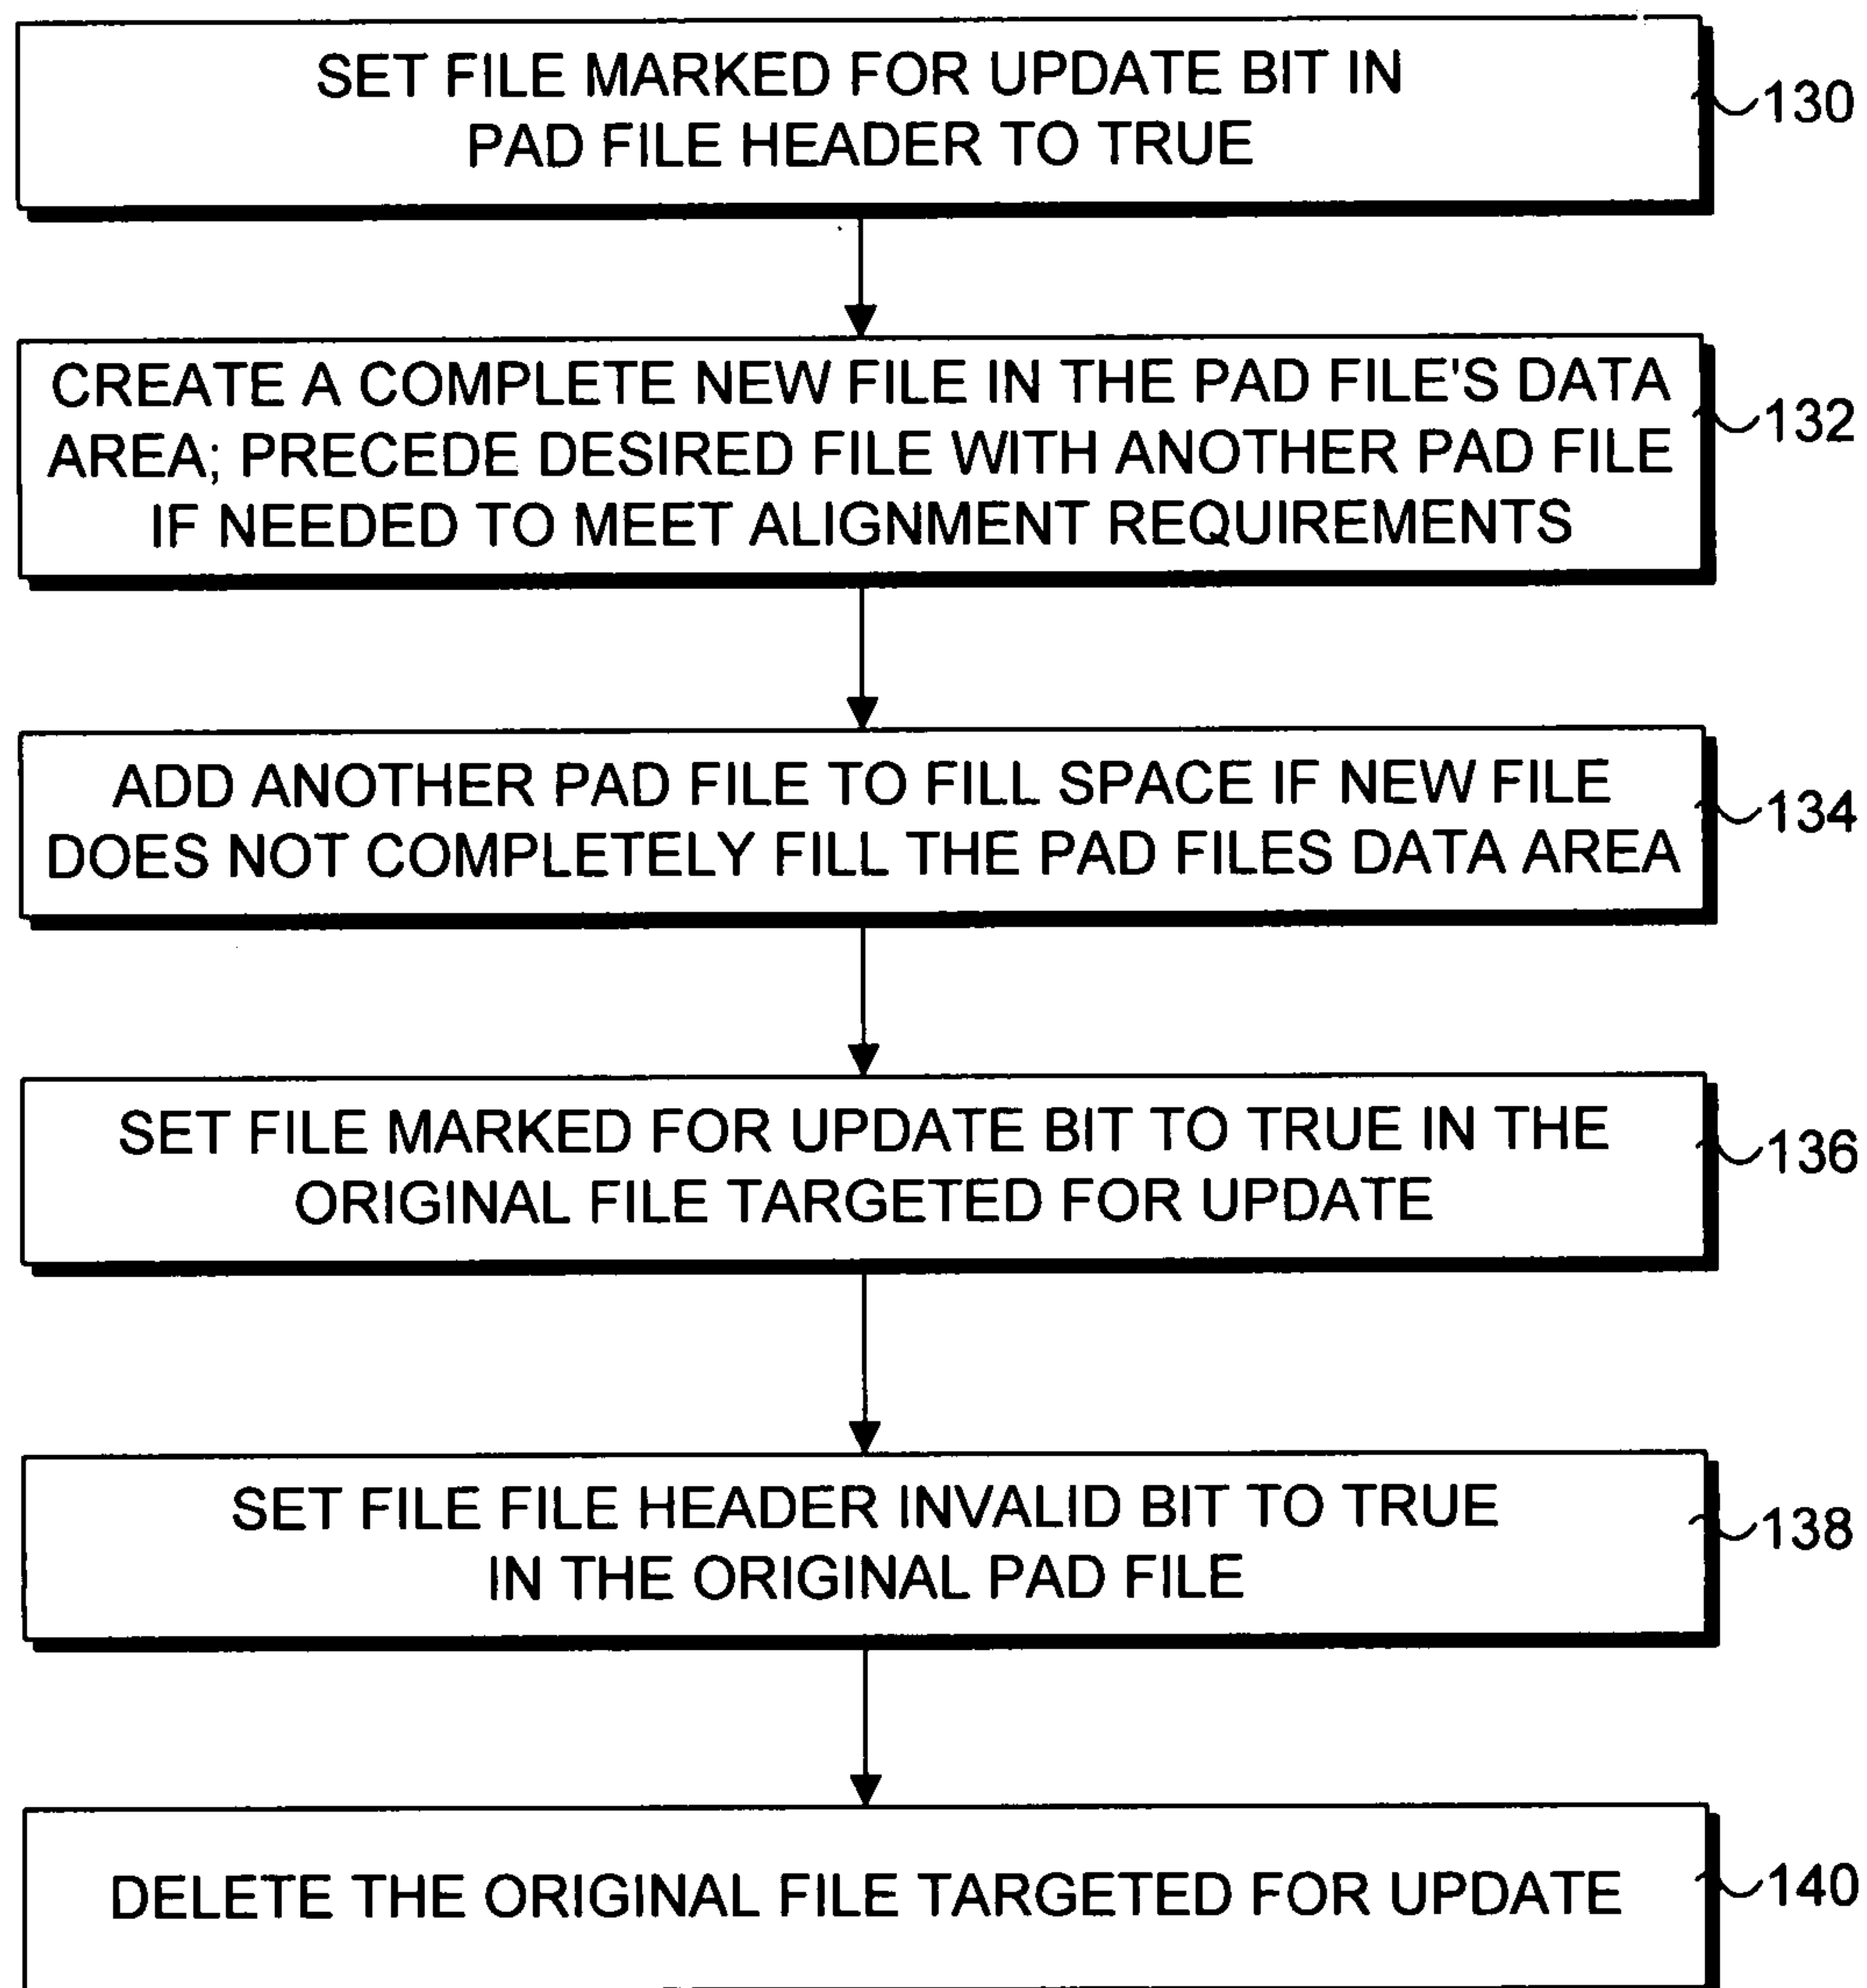 SET FILE MARKED FOR UPDATE BIT IN
PAD FILE HEADER TO TRUE
130
CREATE A COMPLETE NEW FILE IN THE PAD FILE'S DATA
AREA; PRECEDE DESIRED FILE WITH ANOTHER PAD FILE
IF NEEDED TO MEET ALIGNMENT REQUIREMENTS
132
ADD ANOTHER PAD FILE TO FILL SPACE IF NEW FILE
DOES NOT COMPLETELY FILL THE PAD FILES DATA AREA
134
SET FILE MARKED FOR UPDATE BIT TO TRUE IN THE
ORIGINAL FILE TARGETED FOR UPDATE
136
SET FILE FILE HEADER INVALID BIT TO TRUE
IN THE ORIGINAL PAD FILE
138
DELETE THE ORIGINAL FILE TARGETED FOR UPDATE
140